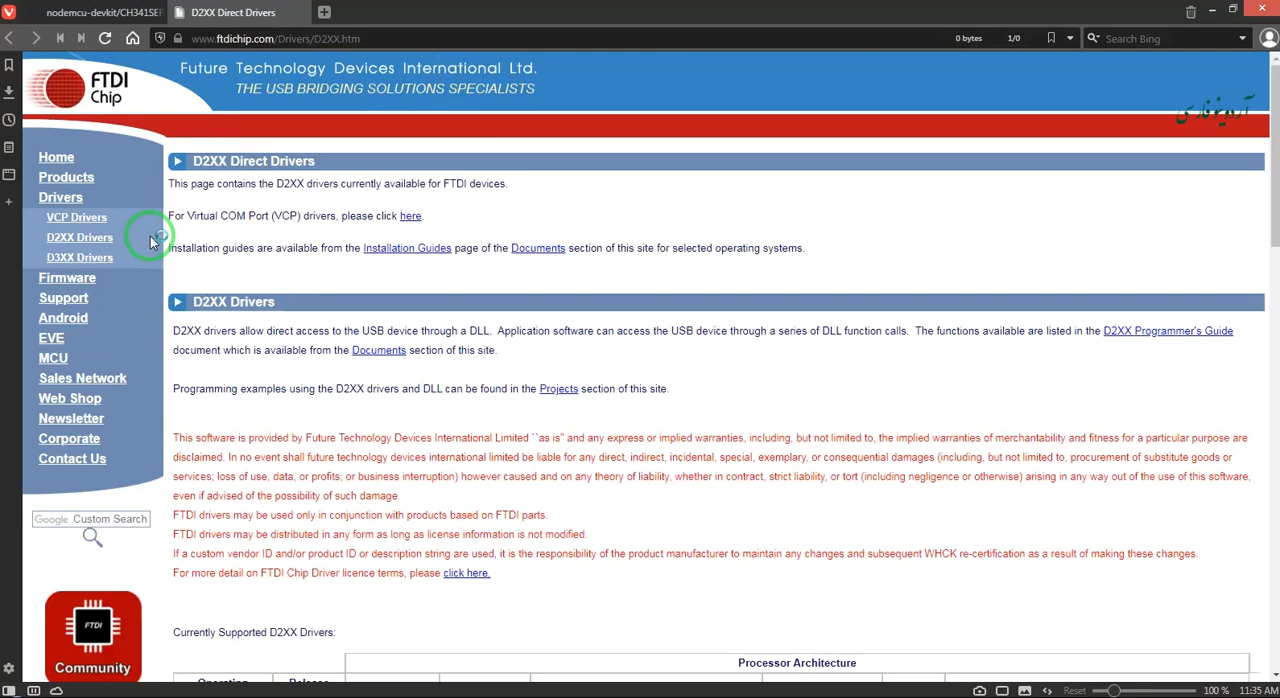 nodemcu-devkit/CH341SER
D2XX Direct Drivers
www.ftdichip.com/Drivers/D2XX.htm
0 bytes
1/0
Search Bing
FTDI
Chip
Future Technology Devices International Ltd.
THE USB BRIDGING SOLUTIONS SPECIALISTS
آردوینو فارسی
Home
Products
Drivers
VCP Drivers
D2XX Drivers
D3XX Drivers
Firmware
Support
Android
EVE
MCU
Sales Network
Web Shop
Newsletter
Corporate
Contact Us
Google Custom Search
FTDI
Community
D2XX Direct Drivers
This page contains the D2XX drivers currently available for FTDI devices.
For Virtual COM Port (VCP) drivers, please click here.
Installation guides are available from the Installation Guides page of the Documents section of this site for selected operating systems.
D2XX Drivers
D2XX drivers allow direct access to the USB device through a DLL. Application software can access the USB device through a series of DLL function calls. The functions available are listed in the D2XX Programmer's Guide
document which is available from the Documents section of this site.
Programming examples using the D2XX drivers and DLL can be found in the Projects section of this site.
This software is provided by Future Technology Devices International Limited ``as is'' and any express or implied warranties, including, but not limited to, the implied warranties of merchantability and fitness for a particular purpose are
disclaimed. In no event shall future technology devices international limited be liable for any direct, indirect, incidental, special, exemplary, or consequential damages (including, but not limited to, procurement of substitute goods or
services; loss of use, data, or profits; or business interruption) however caused and on any theory of liability, whether in contract, strict liability, or tort (including negligence or otherwise) arising in any way out of the use of this software,
even if advised of the possibility of such damage.
FTDI drivers may be used only in conjunction with products based on FTDI parts.
FTDI drivers may be distributed in any form as long as license information is not modified.
If a custom vendor ID and/or product ID or description string are used, it is the responsibility of the product manufacturer to maintain any changes and subsequent WHCK re-certification as a result of making these changes.
For more detail on FTDI Chip Driver licence terms, please click here.
Currently Supported D2XX Drivers:
Processor Architecture
Operating
Release
Reset
100 %
11:35 AM